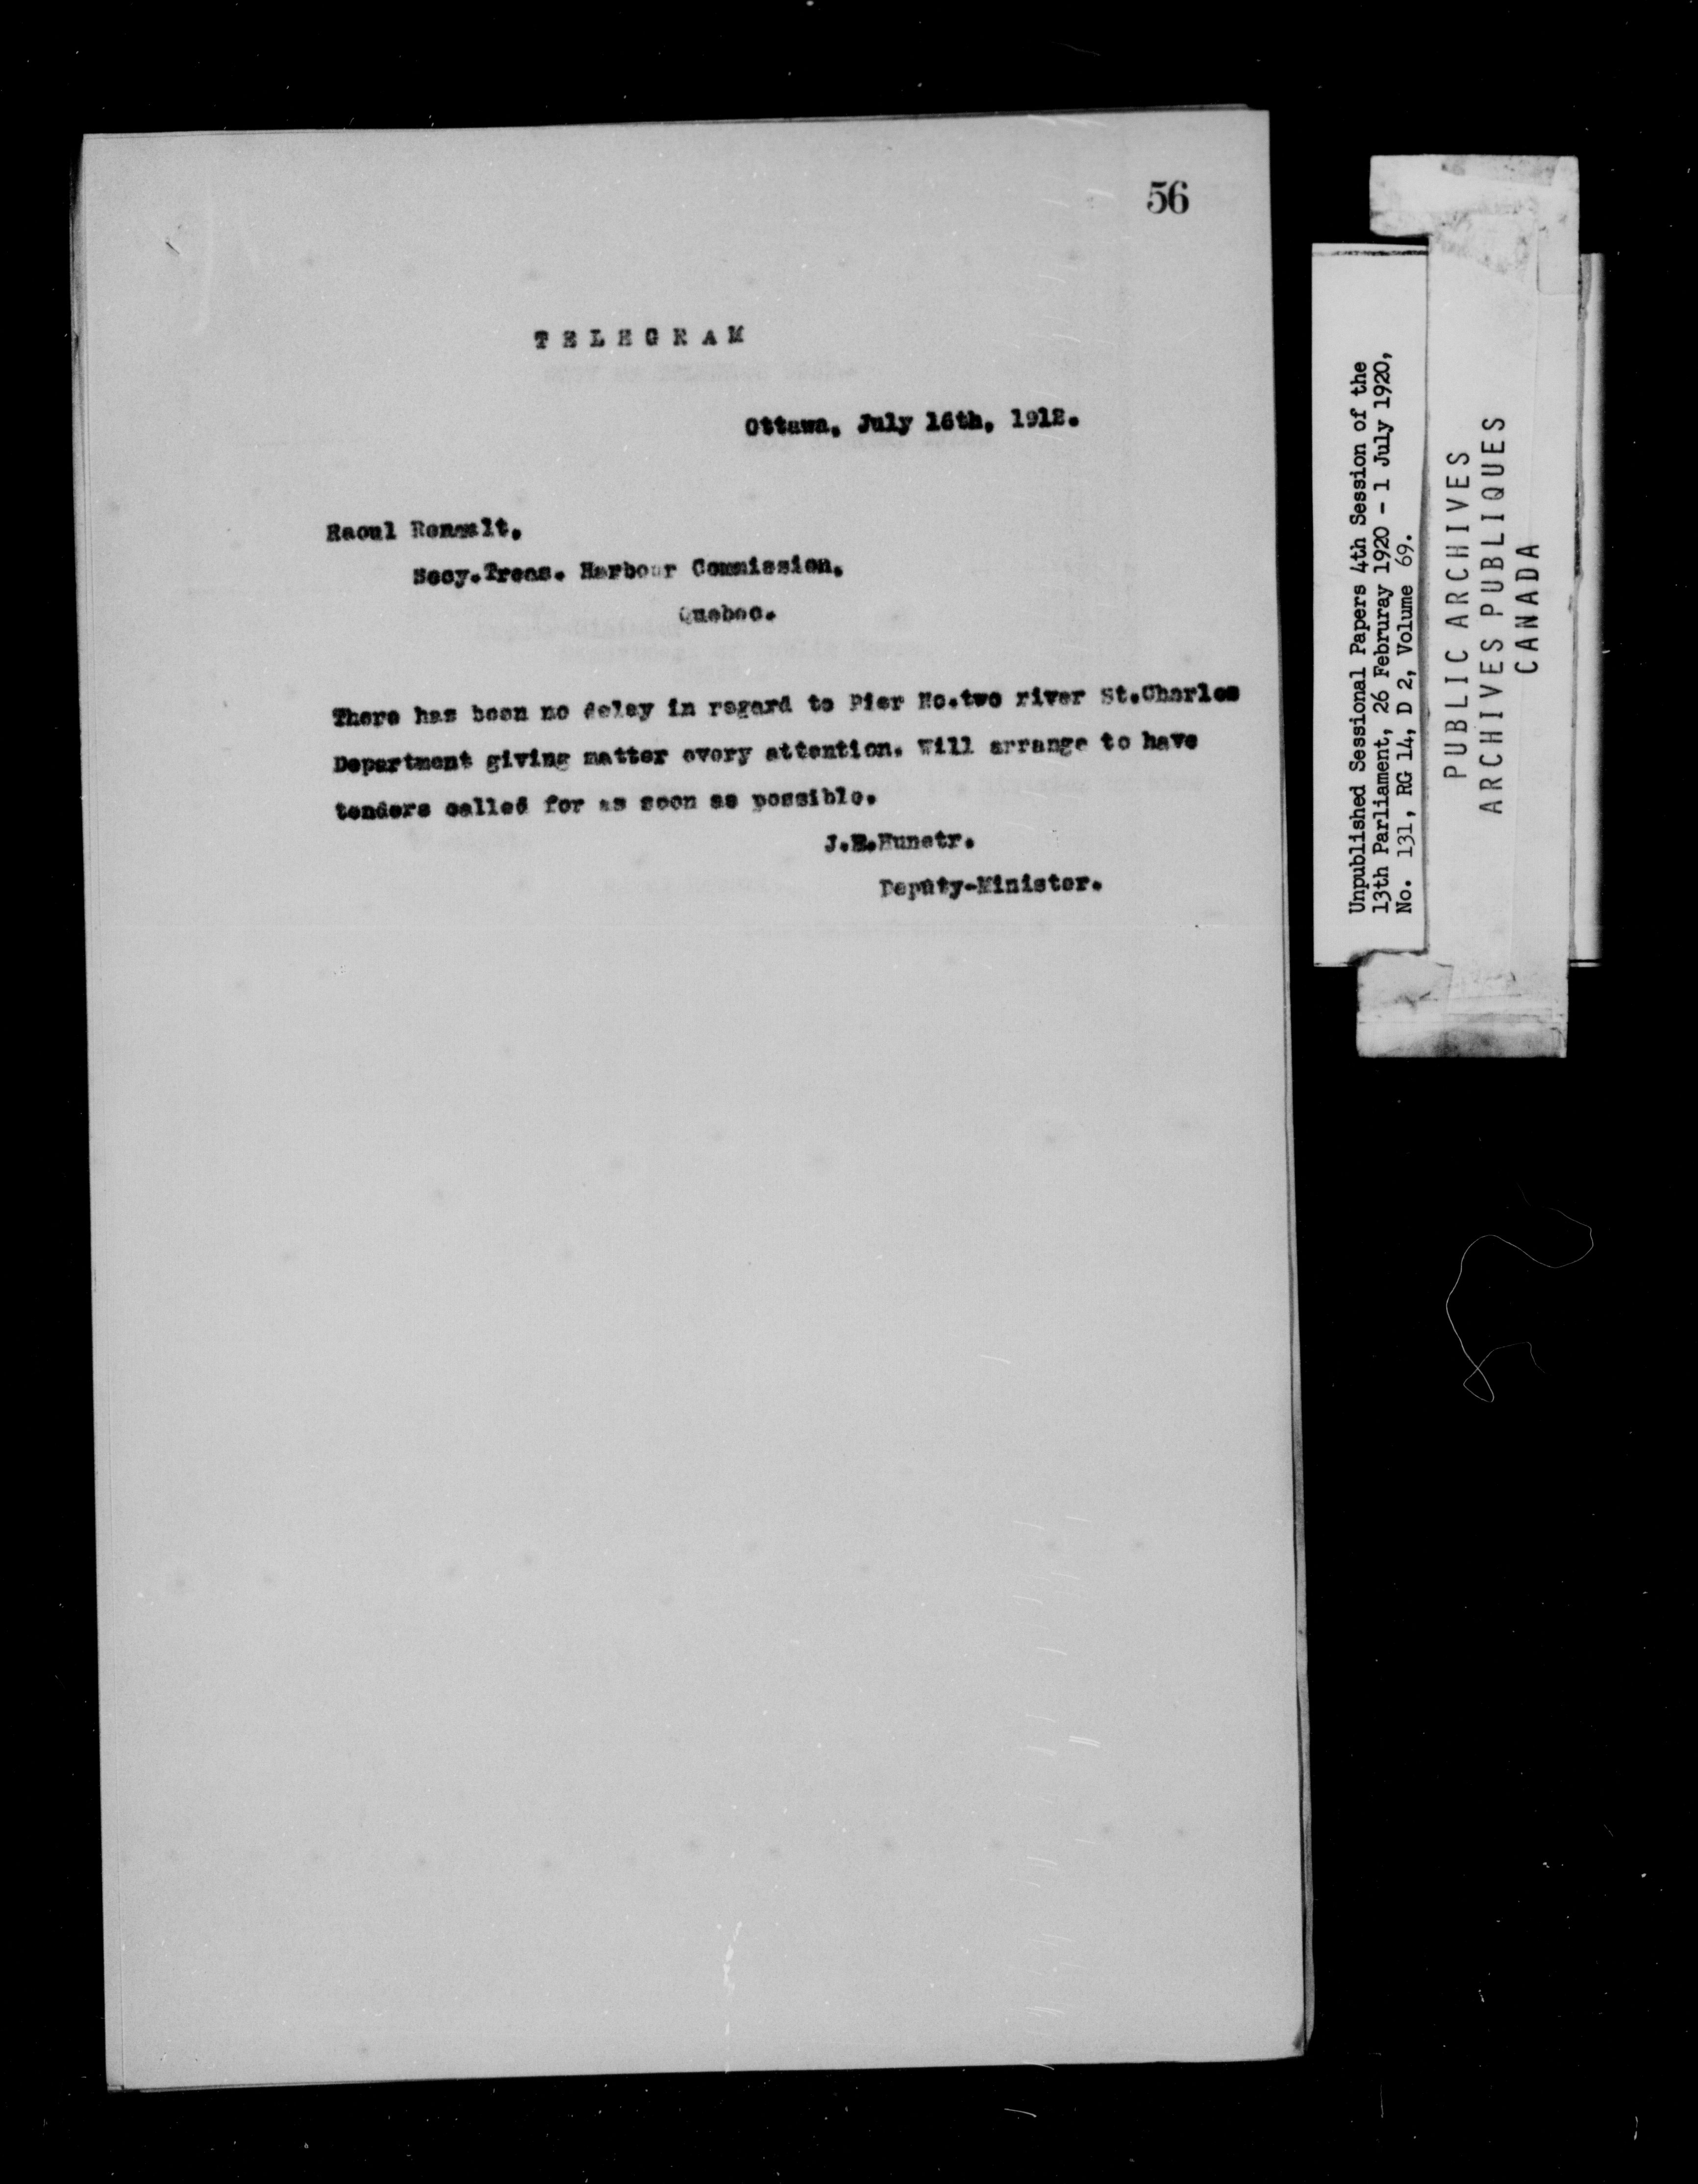 56
TELEGRAM
Ottawa, July 16th, 1912.
Raoul Renault,
Secy.Treas. Harbour Commission,
Quebec.
There has been no delay in regard to Pier No.two river St.Charles
Department giving matter every attention. Will arrange to have
tenders called for as soon as possible.
J.B.Hunetr.
Deputy-Minister.
Unpublished Sessional Papers 4th Session of the
13th Parliament, 26 Februray 1920 - 1 July 1920,
No. 131, RG 14, D 2, Volume 69.
PUBLIC ARCHIVES
ARCHIVES PUBLIQUES
CANADA